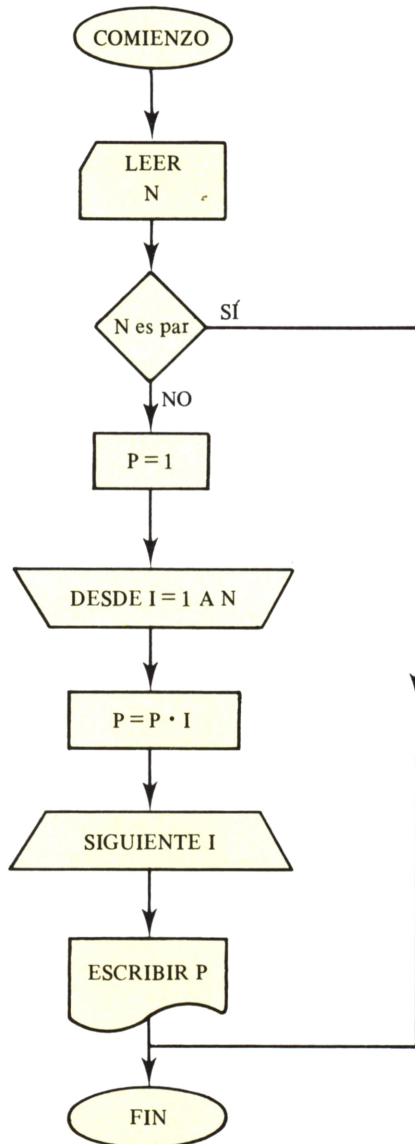 COMIENZO
LEER
N
N es par
SÍ
NO
P = 1
DESDE I = 1 A N
P = P · I
SIGUIENTE I
ESCRIBIR P
FIN